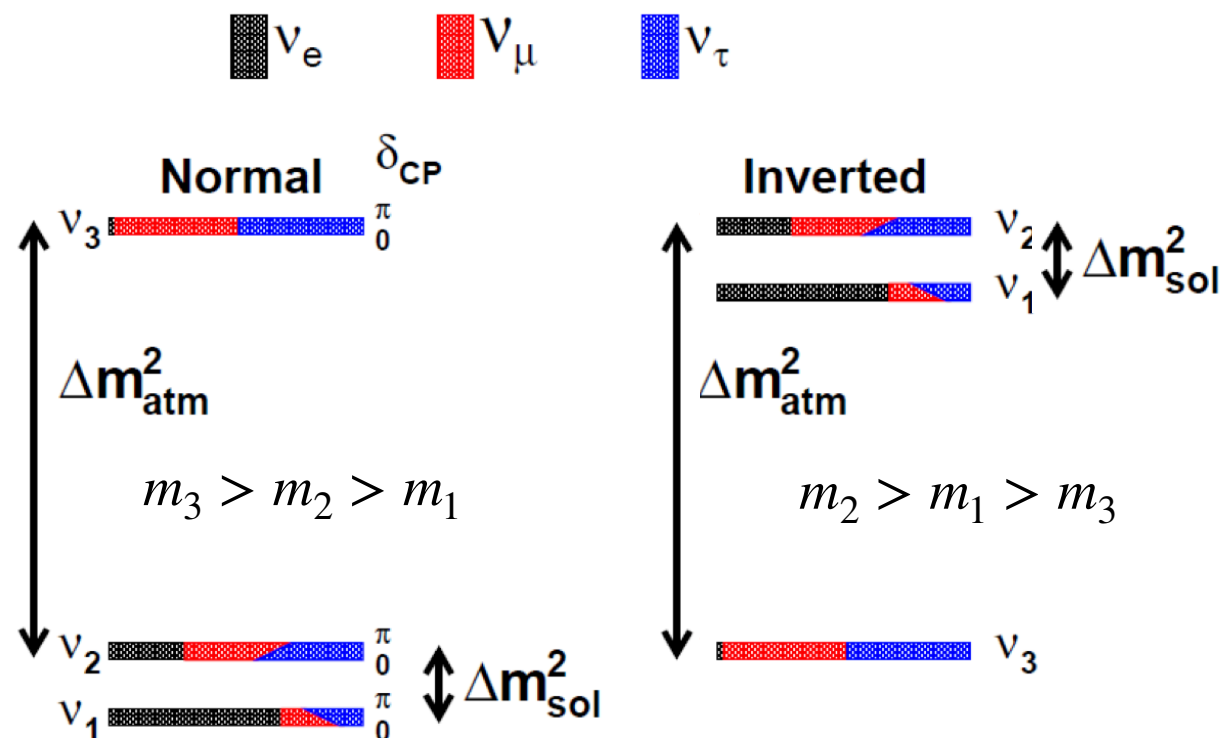 νe νμ ντ
Normal δCP Inverted
ν3 π 0
ν2 Δm²sol
ν1
Δm²atm Δm²atm
m3 > m2 > m1 m2 > m1 > m3
ν2 π 0 ν3
Δm²sol
ν1 π 0